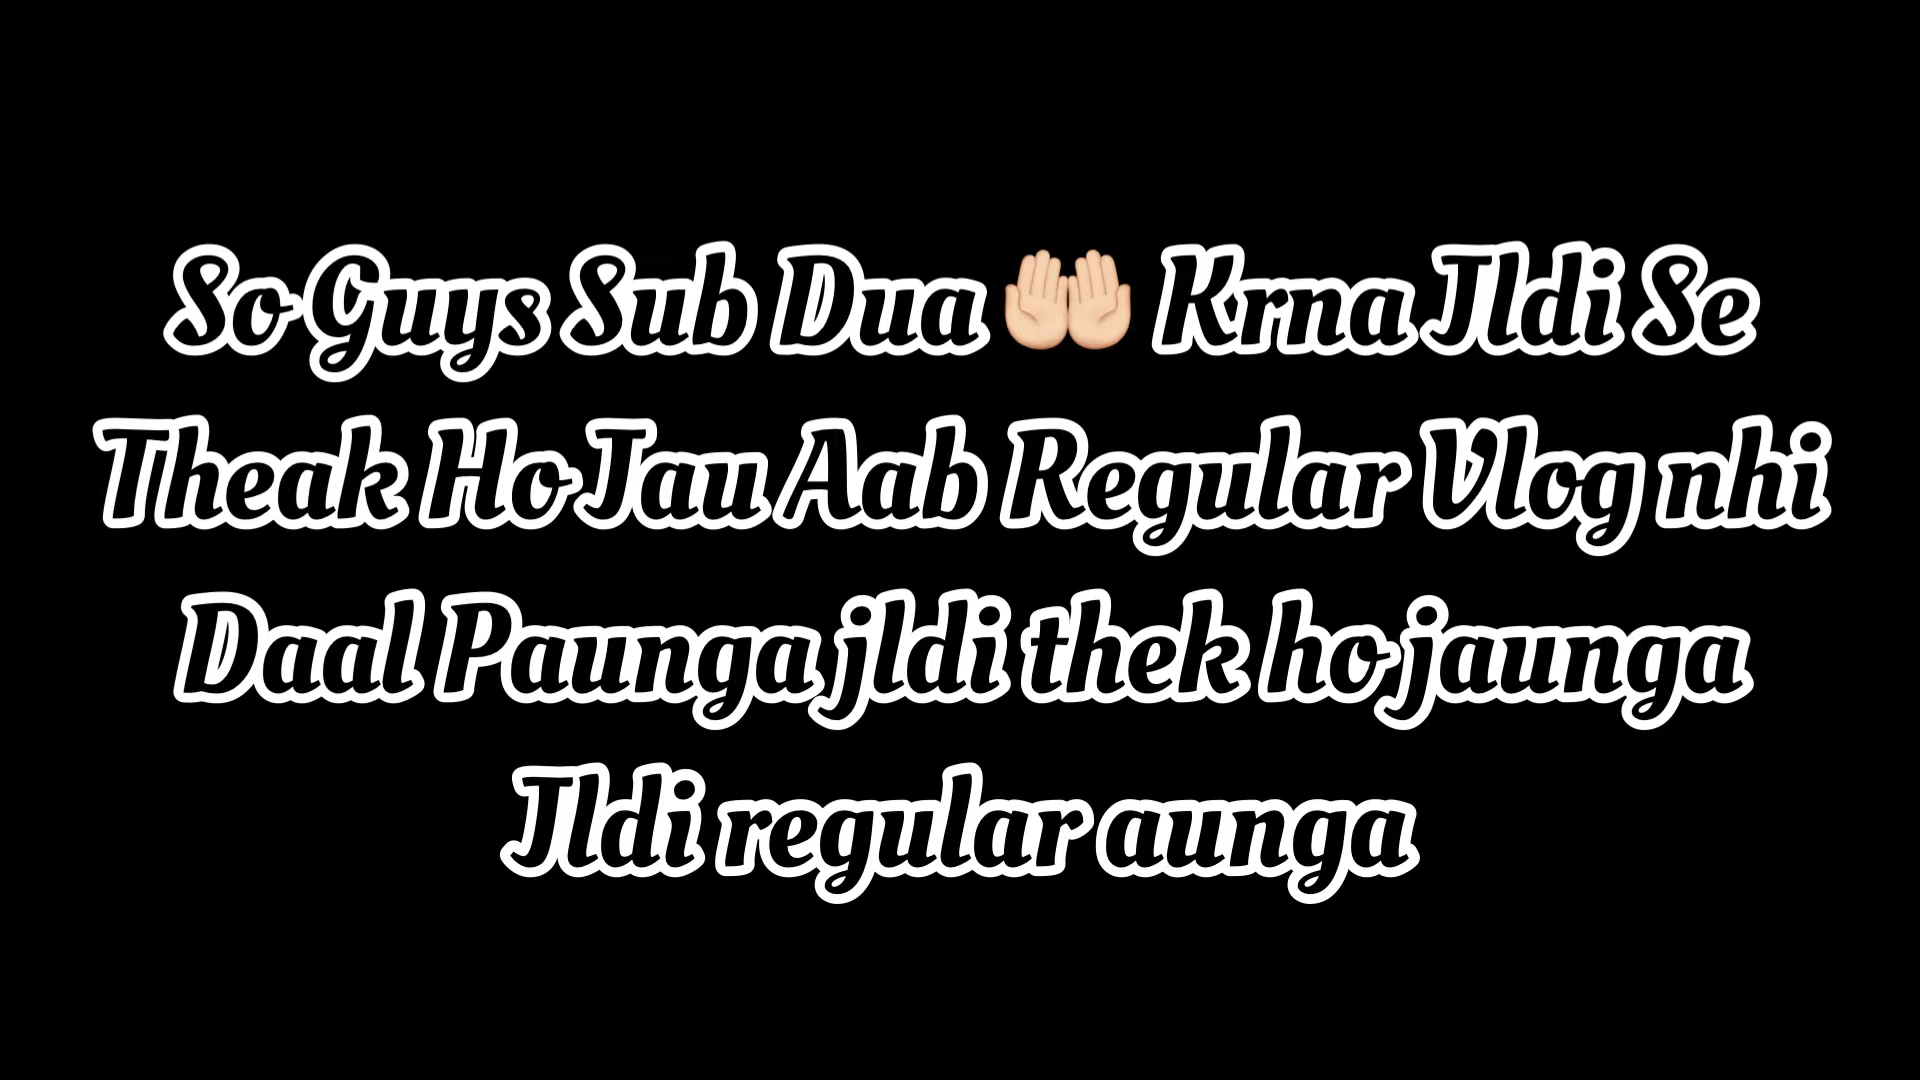 So Guys Sub Dua 🤲🏻 Krna Jldi Se
Theak Ho Jau Aab Regular Vlog nhi
Daal Paunga jldi thek ho jaunga
Jldi regular aunga